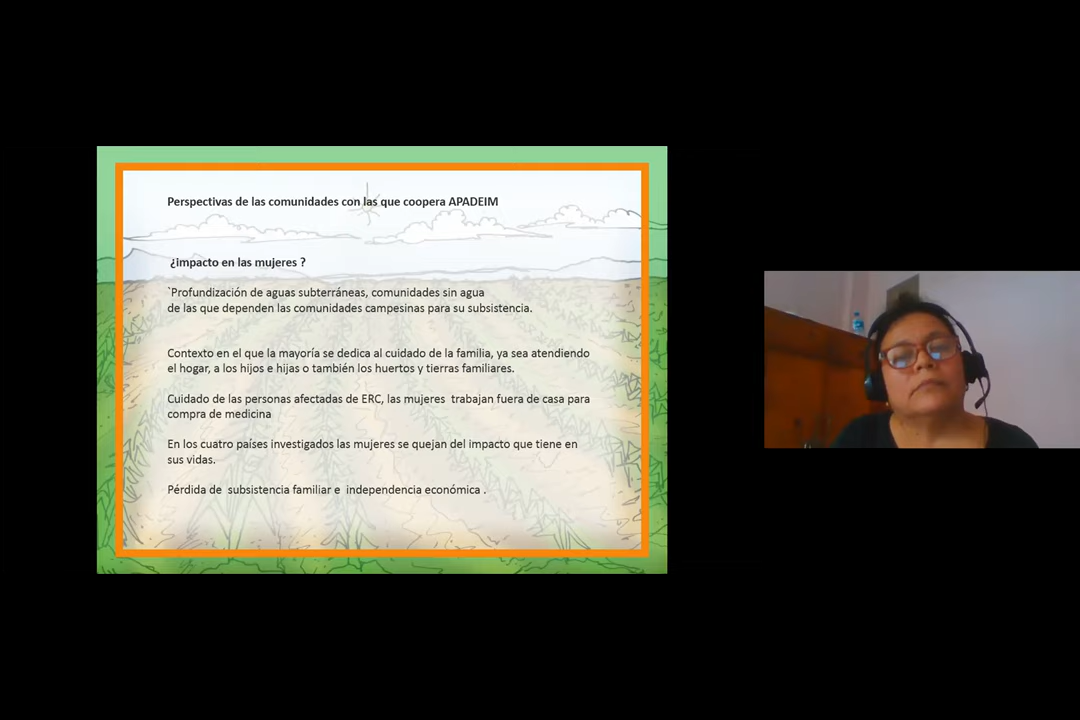 Perspectivas de las comunidades con las que coopera APADEIM
¿impacto en las mujeres ?
`Profundización de aguas subterráneas, comunidades sin agua
de las que dependen las comunidades campesinas para su subsistencia.
Contexto en el que la mayoría se dedica al cuidado de la familia, ya sea atendiendo
el hogar, a los hijos e hijas o también los huertos y tierras familiares.
Cuidado de las personas afectadas de ERC, las mujeres  trabajan fuera de casa para
compra de medicina
En los cuatro países investigados las mujeres se quejan del impacto que tiene en
sus vidas.
Pérdida de  subsistencia familiar e  independencia económica .